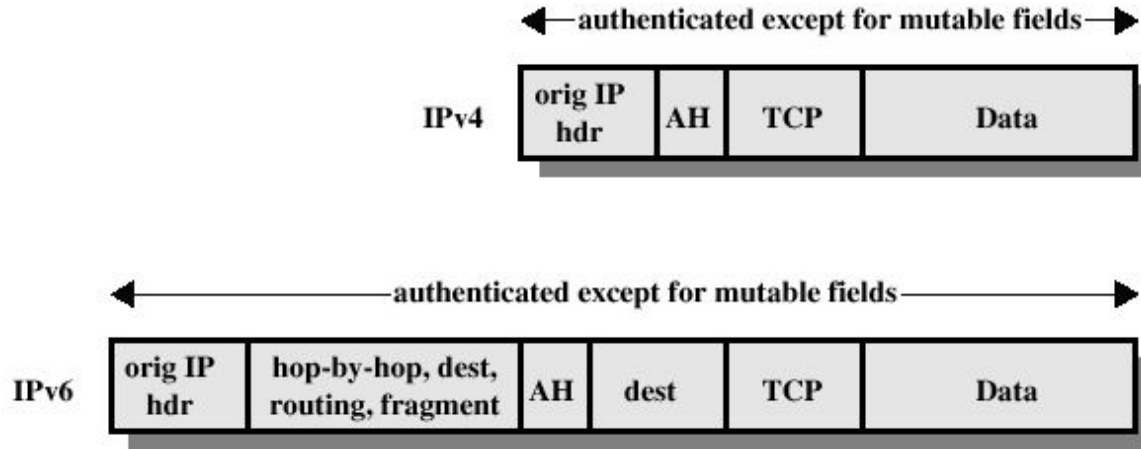 authenticated except for mutable fields
IPv4
orig IP
hdr
AH
TCP
Data
authenticated except for mutable fields
IPv6
orig IP
hdr
hop-by-hop, dest,
routing, fragment
AH
dest
TCP
Data